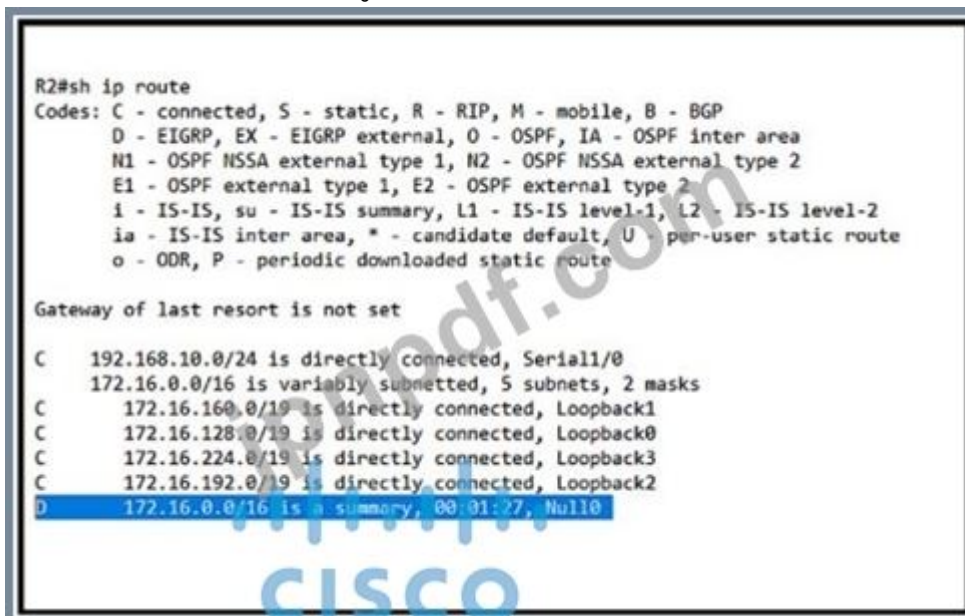 R2#sh ip route
Codes: C - connected, S - static, R - RIP, M - mobile, B - BGP
D - EIGRP, EX - EIGRP external, O - OSPF, IA - OSPF inter area
N1 - OSPF NSSA external type 1, N2 - OSPF NSSA external type 2
E1 - OSPF external type 1, E2 - OSPF external type 2
i - IS-IS, su - IS-IS summary, L1 - IS-IS level-1, L2 - IS-IS level-2
ia - IS-IS inter area, * - candidate default, U - per-user static route
o - ODR, P - periodic downloaded static route
Gateway of last resort is not set
C 192.168.10.0/24 is directly connected, Serial1/0
172.16.0.0/16 is variably subnetted, 5 subnets, 2 masks
C 172.16.160.0/19 is directly connected, Loopback1
C 172.16.128.0/19 is directly connected, Loopback0
C 172.16.224.0/19 is directly connected, Loopback3
C 172.16.192.0/19 is directly connected, Loopback2
D 172.16.0.0/16 is a summary, 00:01:27, Null0
jpnpdf.com
CISCO